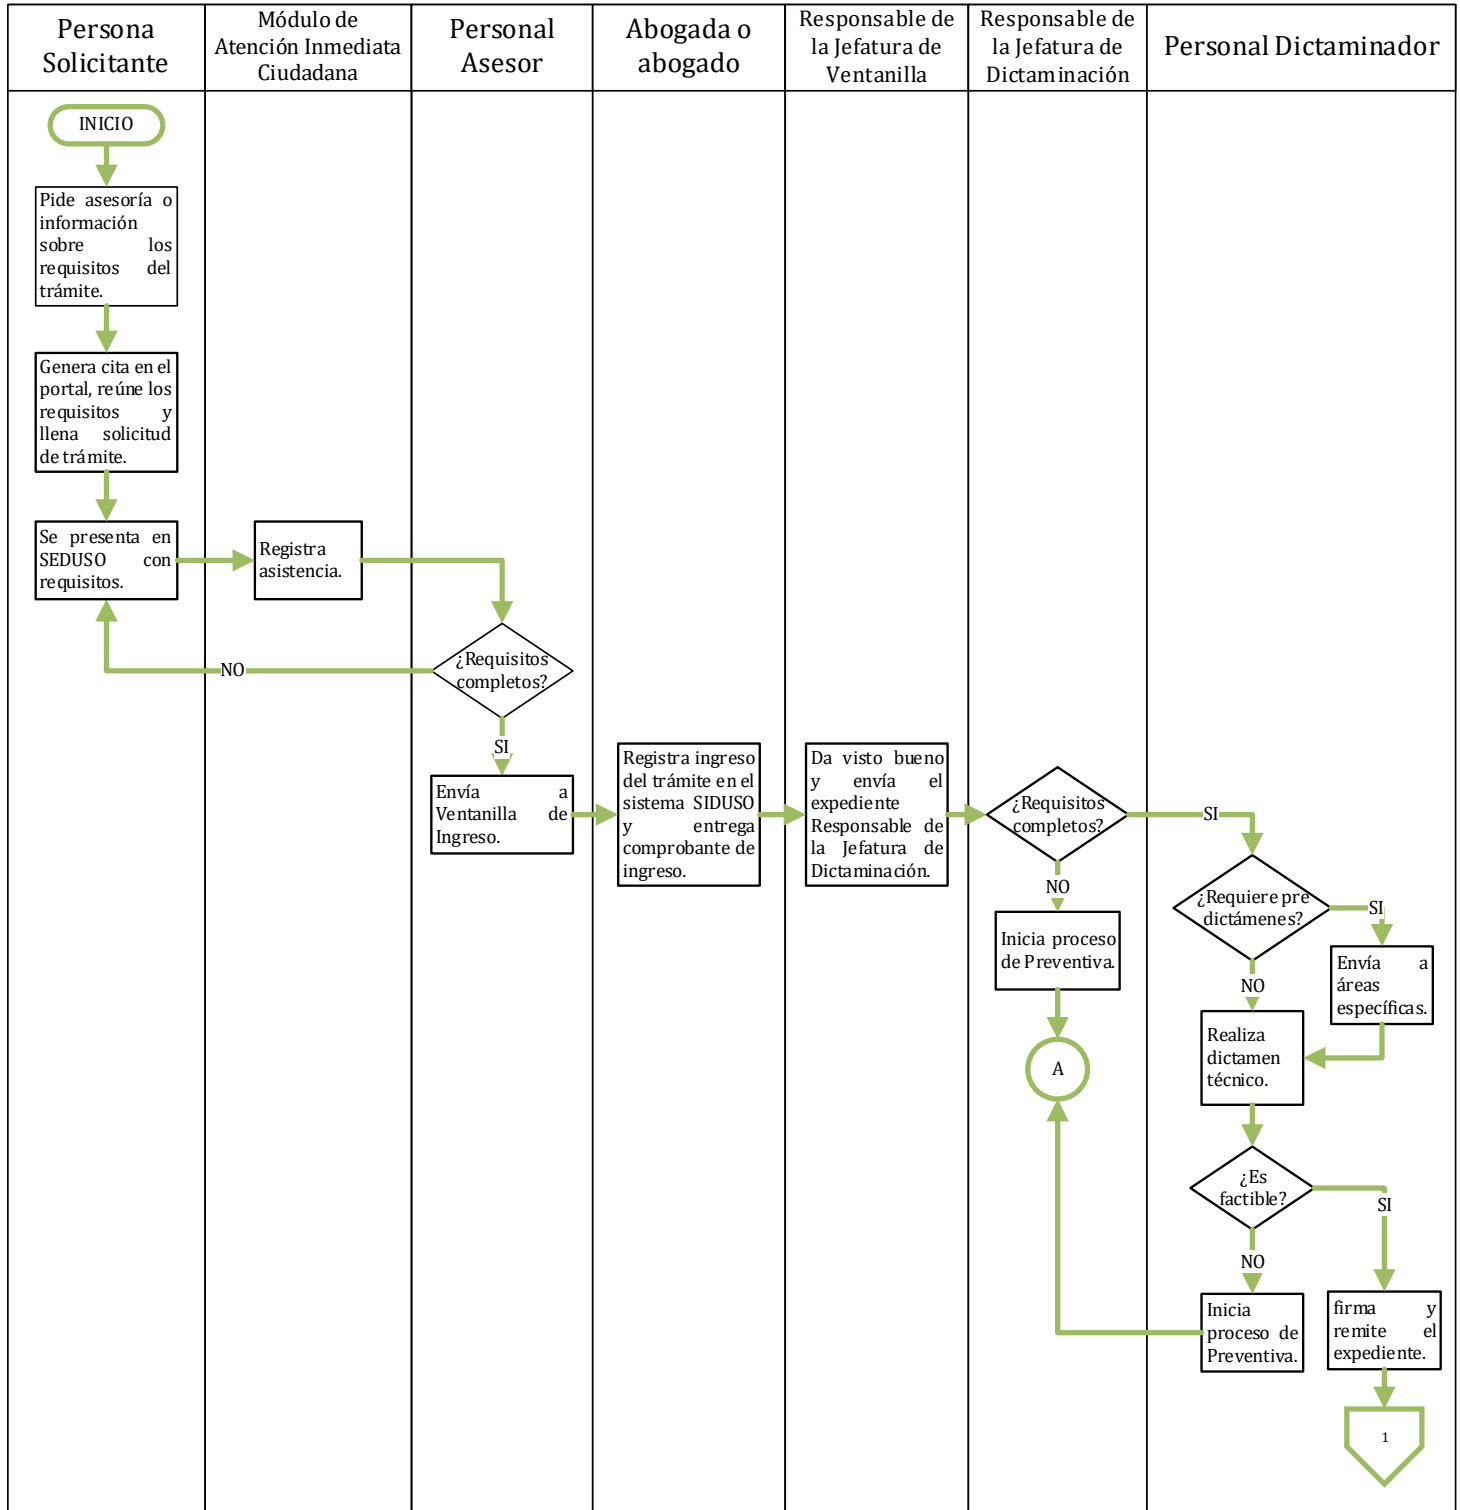 Persona
Solicitante
Módulo de
Atención Inmediata
Ciudadana
Personal
Asesor
Abogada o
abogado
Responsable de
la Jefatura de
Ventanilla
Responsable de
la Jefatura de
Dictaminación
Personal Dictaminador
INICIO
Pide asesoría o
información
sobre los
requisitos del
trámite.
Genera cita en el
portal, reúne los
requisitos y
llena solicitud
de trámite.
Se presenta en
SEDUSO con
requisitos.
Registra
asistencia.
¿Requisitos
completos?
NO
SI
Envía a
Ventanilla de
Ingreso.
Registra ingreso
del trámite en el
sistema SIDUSO
y entrega
comprobante de
ingreso.
Da visto bueno
y envía el
expediente
Responsable de
la Jefatura de
Dictaminación.
¿Requisitos
completos?
SI
NO
Inicia proceso
de Preventiva.
A
¿Requiere pre
dictámenes?
SI
NO
Envía a
áreas
específicas.
Realiza
dictamen
técnico.
¿Es
factible?
SI
NO
Inicia
proceso de
Preventiva.
firma y
remite el
expediente.
1